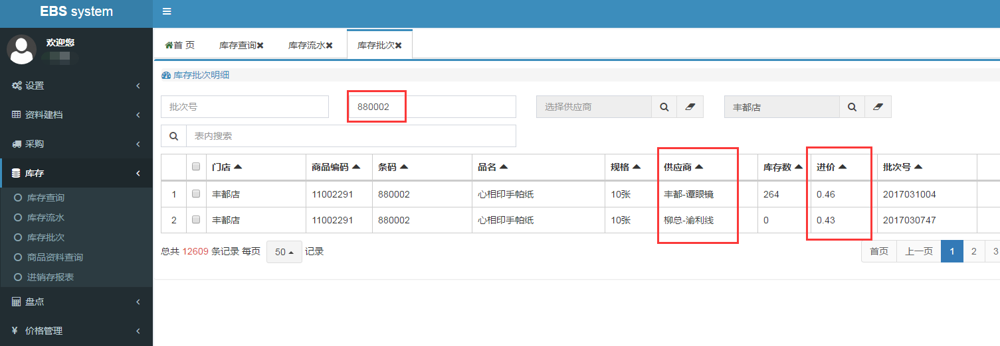 EBS system
欢迎您
设置
资料建档
采购
库存
库存查询
库存流水
库存批次
商品资料查询
进销存报表
盘点
¥ 价格管理
首 页 库存查询 库存流水 库存批次
库存批次明细
批次号 880002 选择供应商 丰都店
表内搜索
门店 商品编码 条码 品名 规格 供应商 库存数 进价 批次号
1 丰都店 11002291 880002 心相印手帕纸 10张 丰都-谭眼镜 264 0.46 2017031004
2 丰都店 11002291 880002 心相印手帕纸 10张 柳总-渝利线 0 0.43 2017030747
总共 12609 条记录 每页 50 记录 首页 上一页 1 2 3